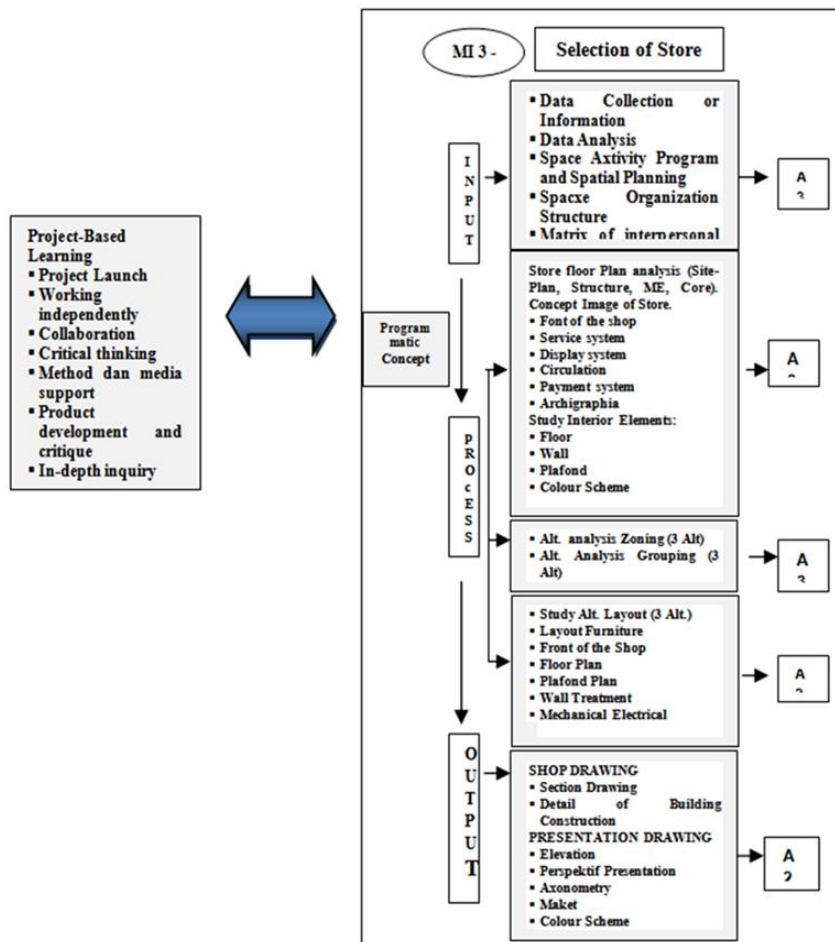 MI 3 -
Selection of Store
▪ Data Collection or
Information
▪ Data Analysis
▪ Space Axtivity Program
and Spatial Planning
▪ Spacxe Organization
Structure
▪ Matrix of interpersonal
INPUT
A
Project-Based
Learning
▪ Project Launch
▪ Working
independently
▪ Collaboration
▪ Critical thinking
▪ Method dan media
support
▪ Product
development and
critique
▪ In-depth inquiry
Program
matic
Concept
Store floor Plan analysis (Site-
Plan, Structure, ME, Core).
Concept Image of Store.
▪ Font of the shop
▪ Service system
▪ Display system
▪ Circulation
▪ Payment system
▪ Archigraphia
Study Interior Elements:
▪ Floor
▪ Wall
▪ Plafond
▪ Colour Scheme
A
PROcESS
▪ Alt. analysis Zoning (3 Alt)
▪ Alt. Analysis Grouping (3
Alt)
A
3
▪ Study Alt. Layout (3 Alt.)
▪ Layout Furniture
▪ Front of the Shop
▪ Floor Plan
▪ Plafond Plan
▪ Wall Treatment
▪ Mechanical Electrical
A
OUTPUT
SHOP DRAWING
▪ Section Drawing
▪ Detail of Building
Construction
PRESENTATION DRAWING
▪ Elevation
▪ Perspektif Presentation
▪ Axonometry
▪ Maket
▪ Colour Scheme
A